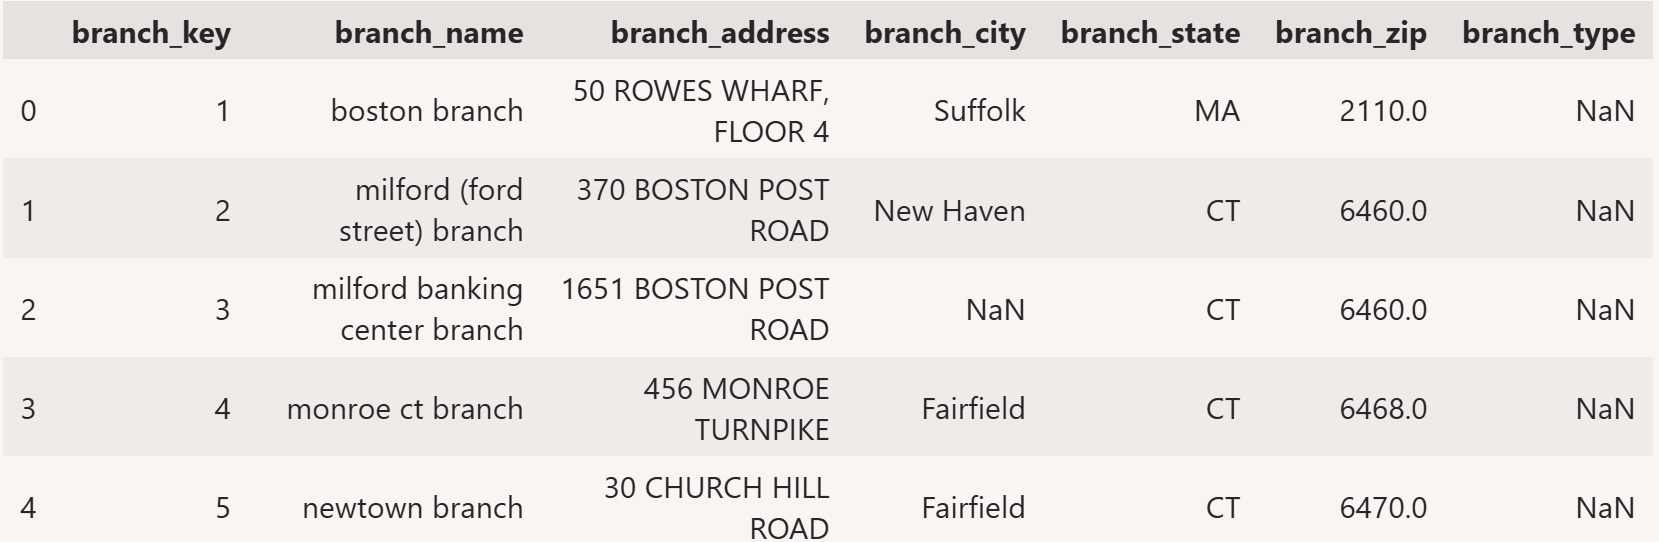 branch_key branch_name branch_address branch_city branch_state branch_zip branch_type
0 1 boston branch 50 ROWES WHARF, FLOOR 4 Suffolk MA 2110.0 NaN
1 2 milford (ford street) branch 370 BOSTON POST ROAD New Haven CT 6460.0 NaN
2 3 milford banking center branch 1651 BOSTON POST ROAD NaN CT 6460.0 NaN
3 4 monroe ct branch 456 MONROE TURNPIKE Fairfield CT 6468.0 NaN
4 5 newtown branch 30 CHURCH HILL ROAD Fairfield CT 6470.0 NaN